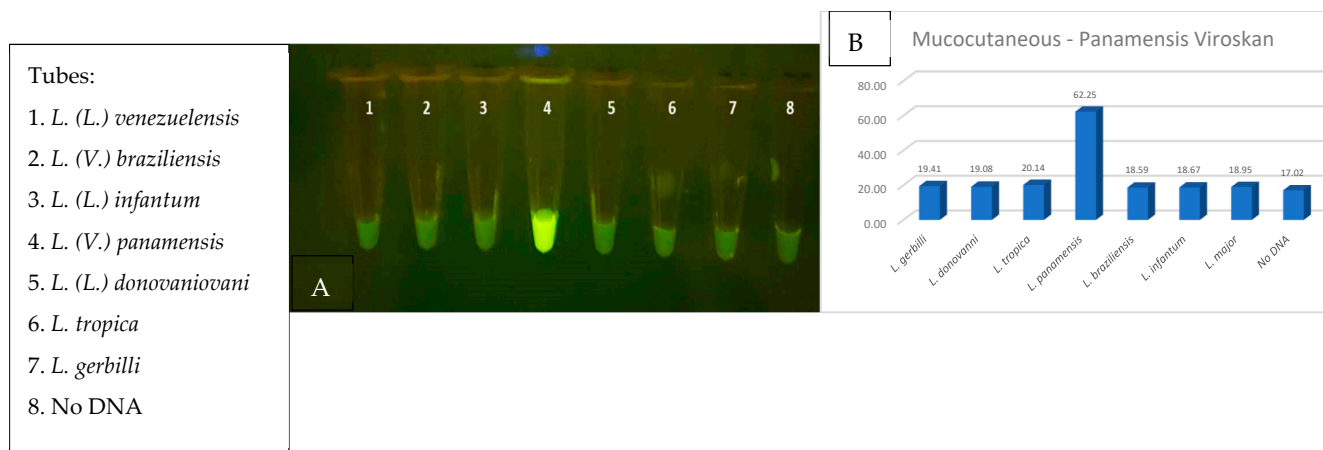 Tubes:
1. L. (L.) venezuelensis
2. L. (V.) braziliensis
3. L. (L.) infantum
4. L. (V.) panamensis
5. L. (L.) donovaniovani
6. L. tropica
7. L. gerbilli
8. No DNA
1 2 3 4 5 6 7 8
A
B
Mucocutaneous - Panamensis Viroskan
80.00
60.00
40.00
20.00
0.00
19.41 19.08 20.14 62.25 18.59 18.67 18.95 17.02
L. gerbilli
L. donovanni
L. tropica
L. panamensis
L. braziliensis
L. infantum
L. major
No DNA